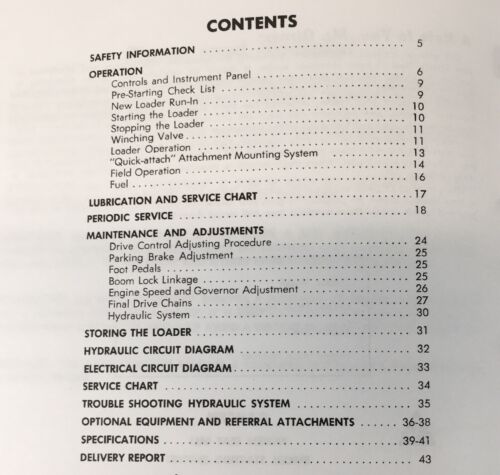 CONTENTS
SAFETY INFORMATION ........ 5
OPERATION
Controls and Instrument Panel ........ 6
Pre-Starting Check List ........ 9
New Loader Run-In ........ 9
Starting the Loader ........ 10
Stopping the Loader ........ 10
Winching Valve ........ 11
Loader Operation ........ 11
"Quick-attach" Attachment Mounting System ........ 13
Field Operation ........ 14
Fuel ........ 16
LUBRICATION AND SERVICE CHART ........ 17
PERIODIC SERVICE ........ 18
MAINTENANCE AND ADJUSTMENTS
Drive Control Adjusting Procedure ........ 24
Parking Brake Adjustment ........ 25
Foot Pedals ........ 25
Boom Lock Linkage ........ 25
Engine Speed and Governor Adjustment ........ 26
Final Drive Chains ........ 27
Hydraulic System ........ 30
STORING THE LOADER ........ 31
HYDRAULIC CIRCUIT DIAGRAM ........ 32
ELECTRICAL CIRCUIT DIAGRAM ........ 33
SERVICE CHART ........ 34
TROUBLE SHOOTING HYDRAULIC SYSTEM ........ 35
OPTIONAL EQUIPMENT AND REFERRAL ATTACHMENTS ........ 36-38
SPECIFICATIONS ........ 39-41
DELIVERY REPORT ........ 43